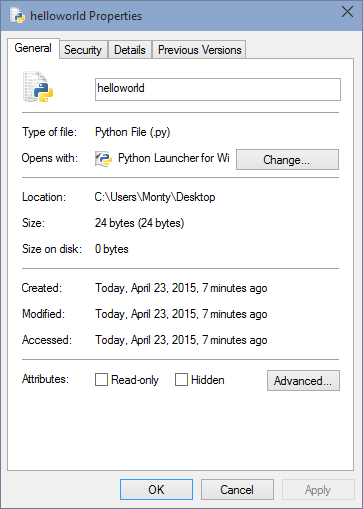 helloworld Properties
General Security Details Previous Versions
helloworld
Type of file: Python File (.py)
Opens with: Python Launcher for Wi Change...
Location: C:\Users\Monty\Desktop
Size: 24 bytes (24 bytes)
Size on disk: 0 bytes
Created: Today, April 23, 2015, 7 minutes ago
Modified: Today, April 23, 2015, 7 minutes ago
Accessed: Today, April 23, 2015, 7 minutes ago
Attributes: Read-only Hidden Advanced...
OK Cancel Apply